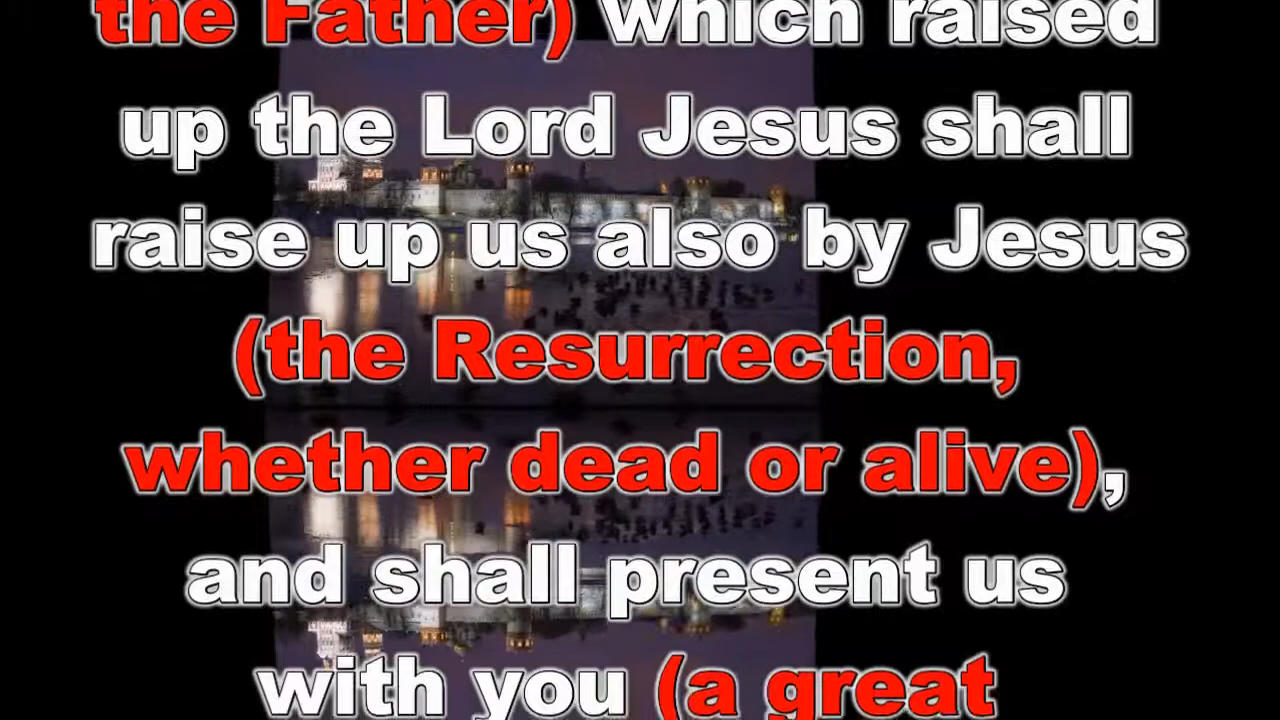 the Father) which raised
up the Lord Jesus shall
raise up us also by Jesus
(the Resurrection,
whether dead or alive),
and shall present us
with you (a great